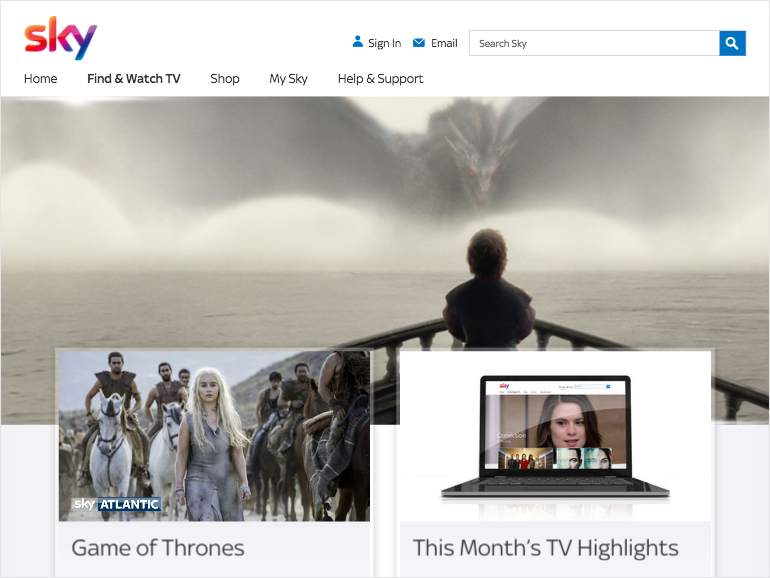 sky
Sign In
Email
Search Sky
Home
Find & Watch TV
Shop
My Sky
Help & Support
sky ATLANTIC
sky
Conviction
Game of Thrones
This Month's TV Highlights